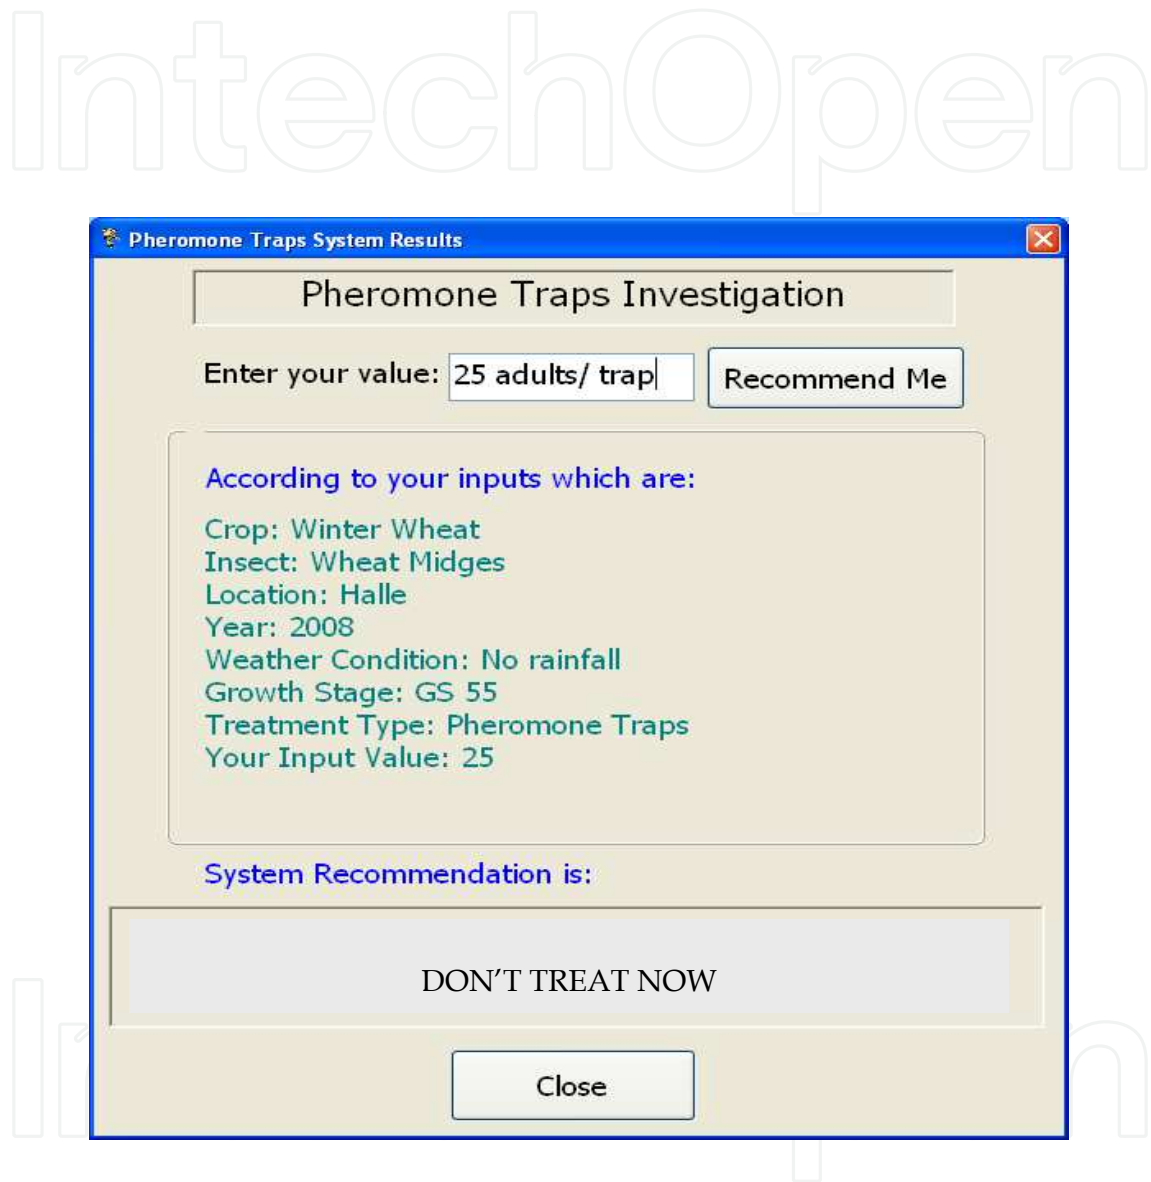 IntechOpen
Pheromone Traps System Results
Pheromone Traps Investigation
Enter your value: 25 adults/ trap Recommend Me
According to your inputs which are:
Crop: Winter Wheat
Insect: Wheat Midges
Location: Halle
Year: 2008
Weather Condition: No rainfall
Growth Stage: GS 55
Treatment Type: Pheromone Traps
Your Input Value: 25
System Recommendation is:
DON’T TREAT NOW
Close